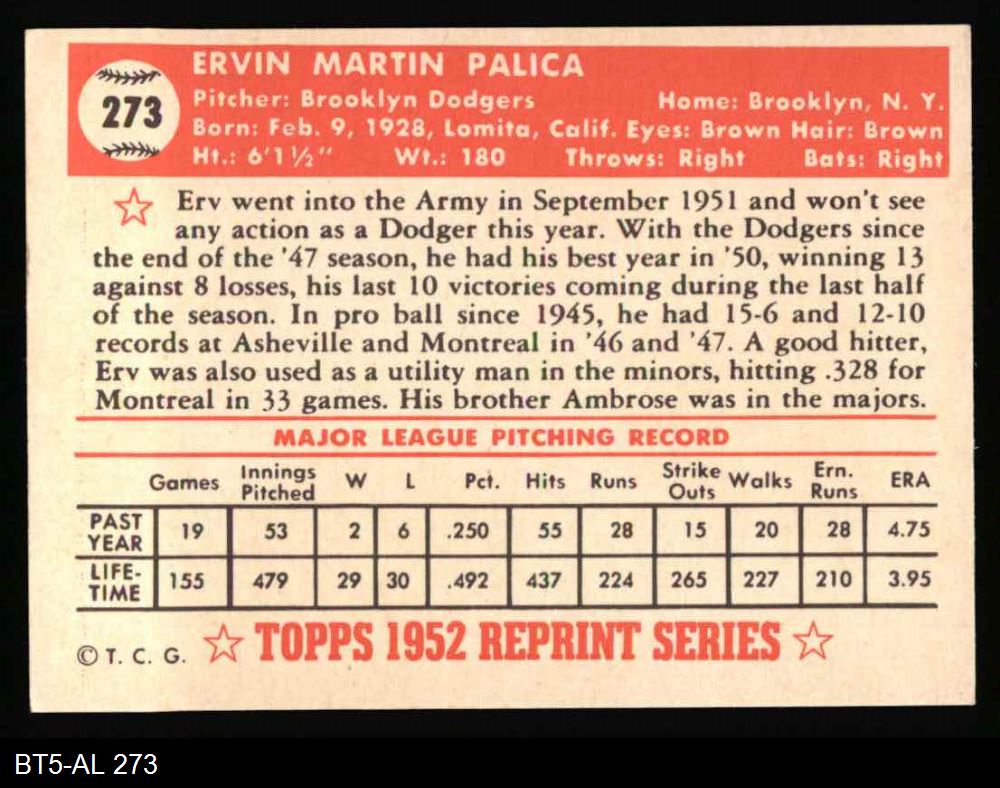 273
ERVIN MARTIN PALICA
Pitcher: Brooklyn Dodgers Home: Brooklyn, N. Y.
Born: Feb. 9, 1928, Lomita, Calif. Eyes: Brown Hair: Brown
Ht.: 6'1½" Wt.: 180 Throws: Right Bats: Right
Erv went into the Army in September 1951 and won't see
any action as a Dodger this year. With the Dodgers since
the end of the '47 season, he had his best year in '50, winning 13
against 8 losses, his last 10 victories coming during the last half
of the season. In pro ball since 1945, he had 15-6 and 12-10
records at Asheville and Montreal in '46 and '47. A good hitter,
Erv was also used as a utility man in the minors, hitting .328 for
Montreal in 33 games. His brother Ambrose was in the majors.
MAJOR LEAGUE PITCHING RECORD
Games Innings Pitched W L Pct. Hits Runs Strike Outs Walks Ern. Runs ERA
PAST YEAR 19 53 2 6 .250 55 28 15 20 28 4.75
LIFE-TIME 155 479 29 30 .492 437 224 265 227 210 3.95
© T. C. G. TOPPS 1952 REPRINT SERIES
BT5-AL 273